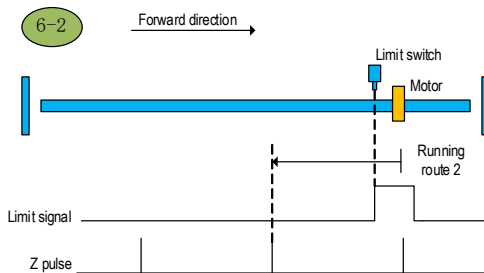 6-2
Forward direction
Limit switch
Motor
Running
route 2
Limit signal
Z pulse